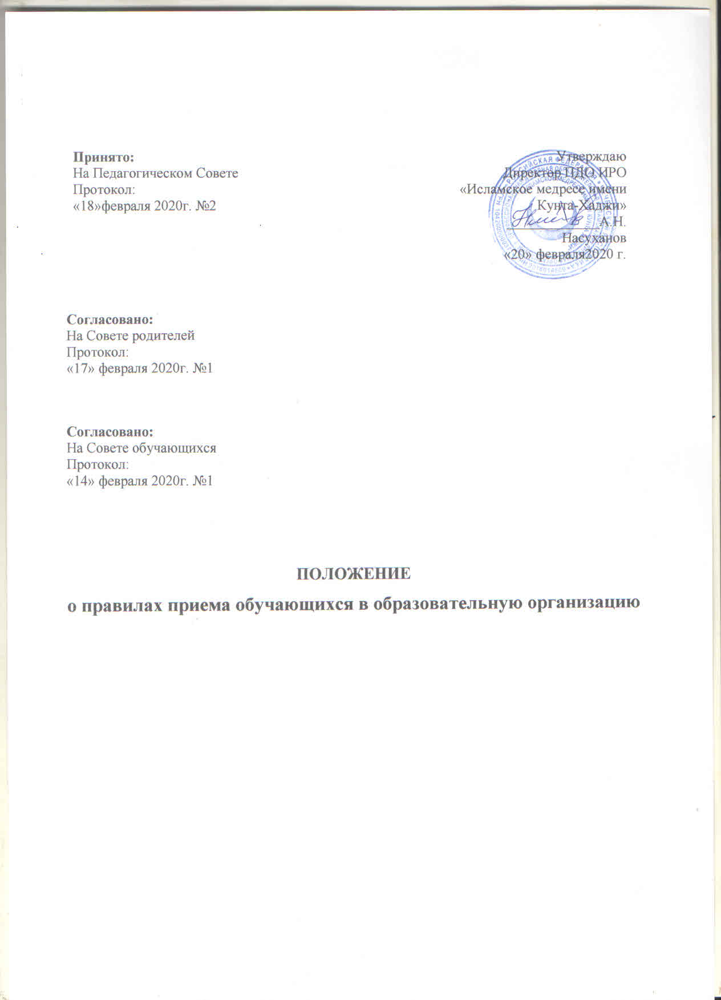 Принято:
На Педагогическом Совете
Протокол:
«18»февраля 2020г. №2
Утверждаю
Директор ПДО ИРО
«Исламское медресе имени
Кунта-Хаджи»
А.Н.
Насуханов
«20» февраля2020 г.
РОССИЙСКАЯ ФЕДЕРАЦИЯ
Согласовано:
На Совете родителей
Протокол:
«17» февраля 2020г. №1
Согласовано:
На Совете обучающихся
Протокол:
«14» февраля 2020г. №1
ПОЛОЖЕНИЕ
о правилах приема обучающихся в образовательную организацию